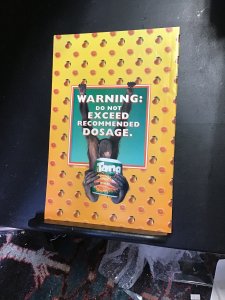 WARNING:
DO NOT
EXCEED
RECOMMENDED
DOSAGE.
Tang